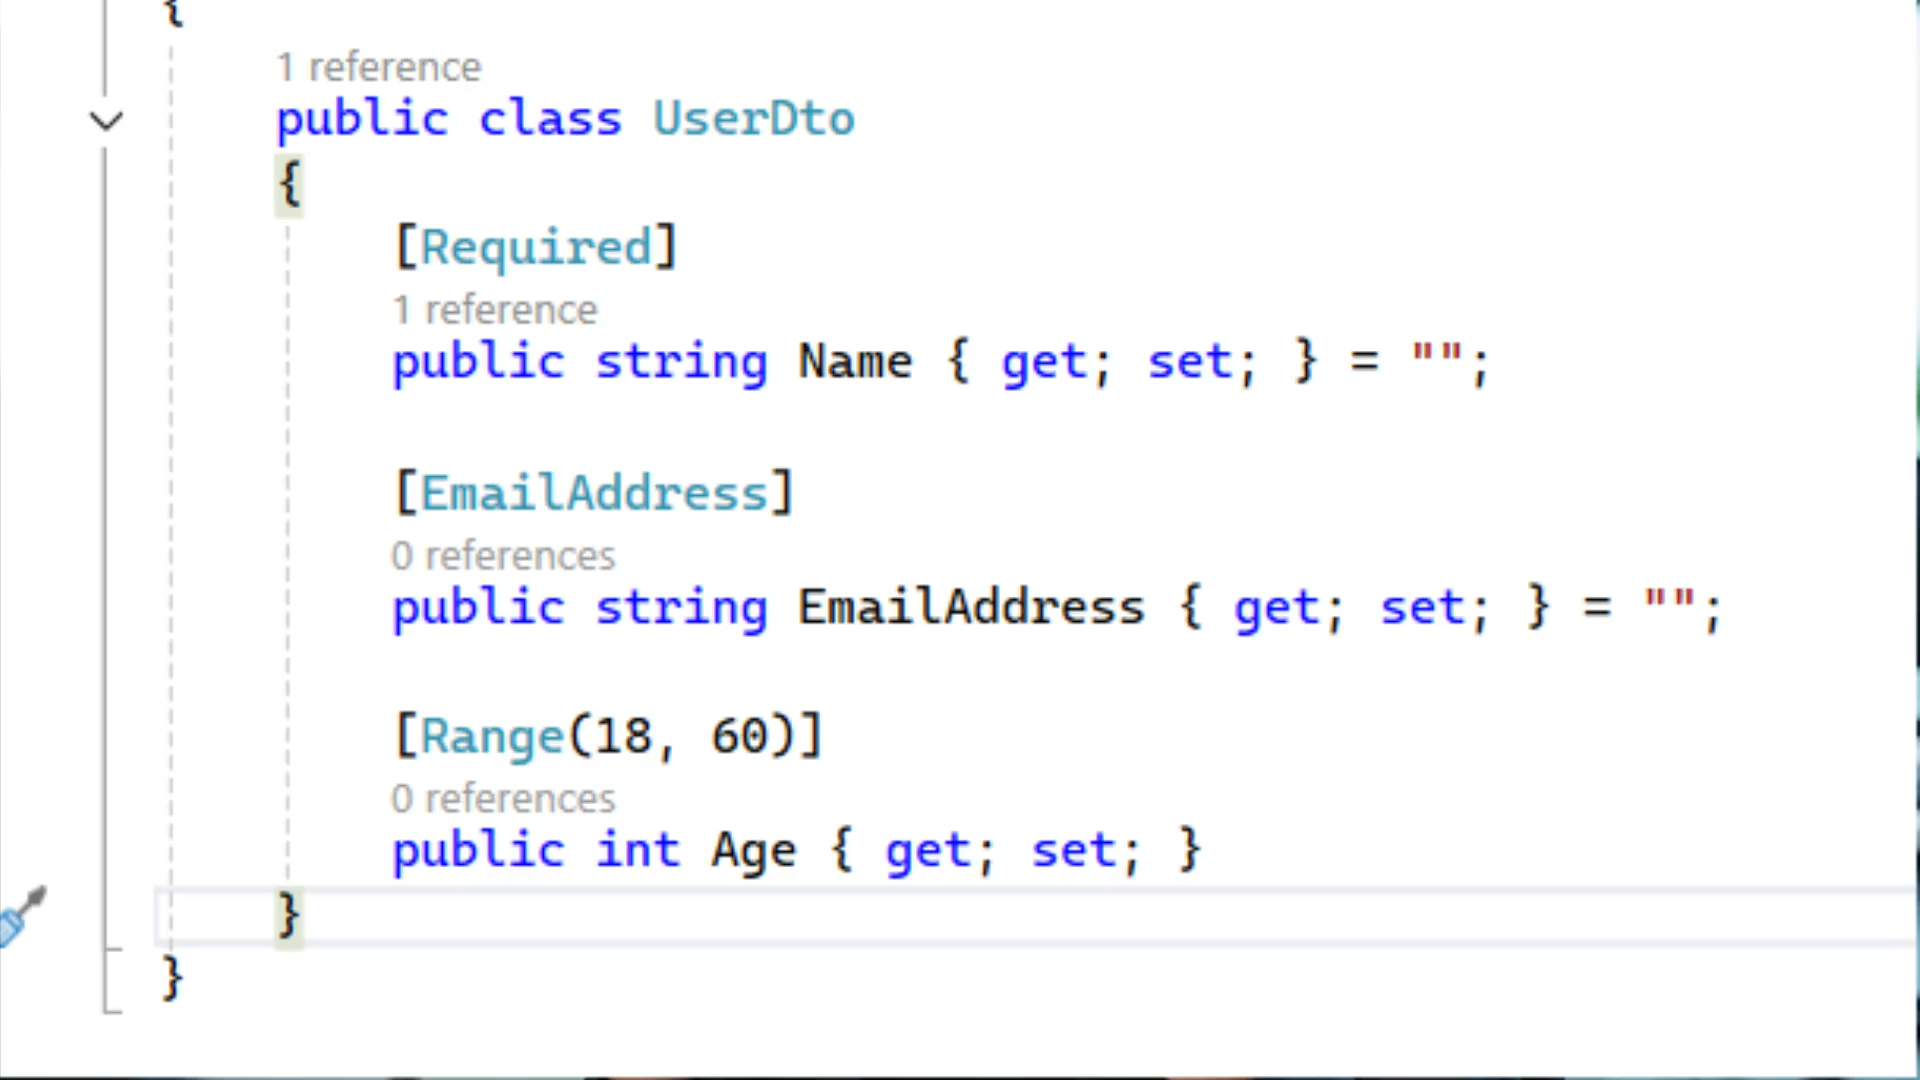 {
1 reference
public class UserDto
{
[Required]
1 reference
public string Name { get; set; } = "";
[EmailAddress]
0 references
public string EmailAddress { get; set; } = "";
[Range(18, 60)]
0 references
public int Age { get; set; }
}
}